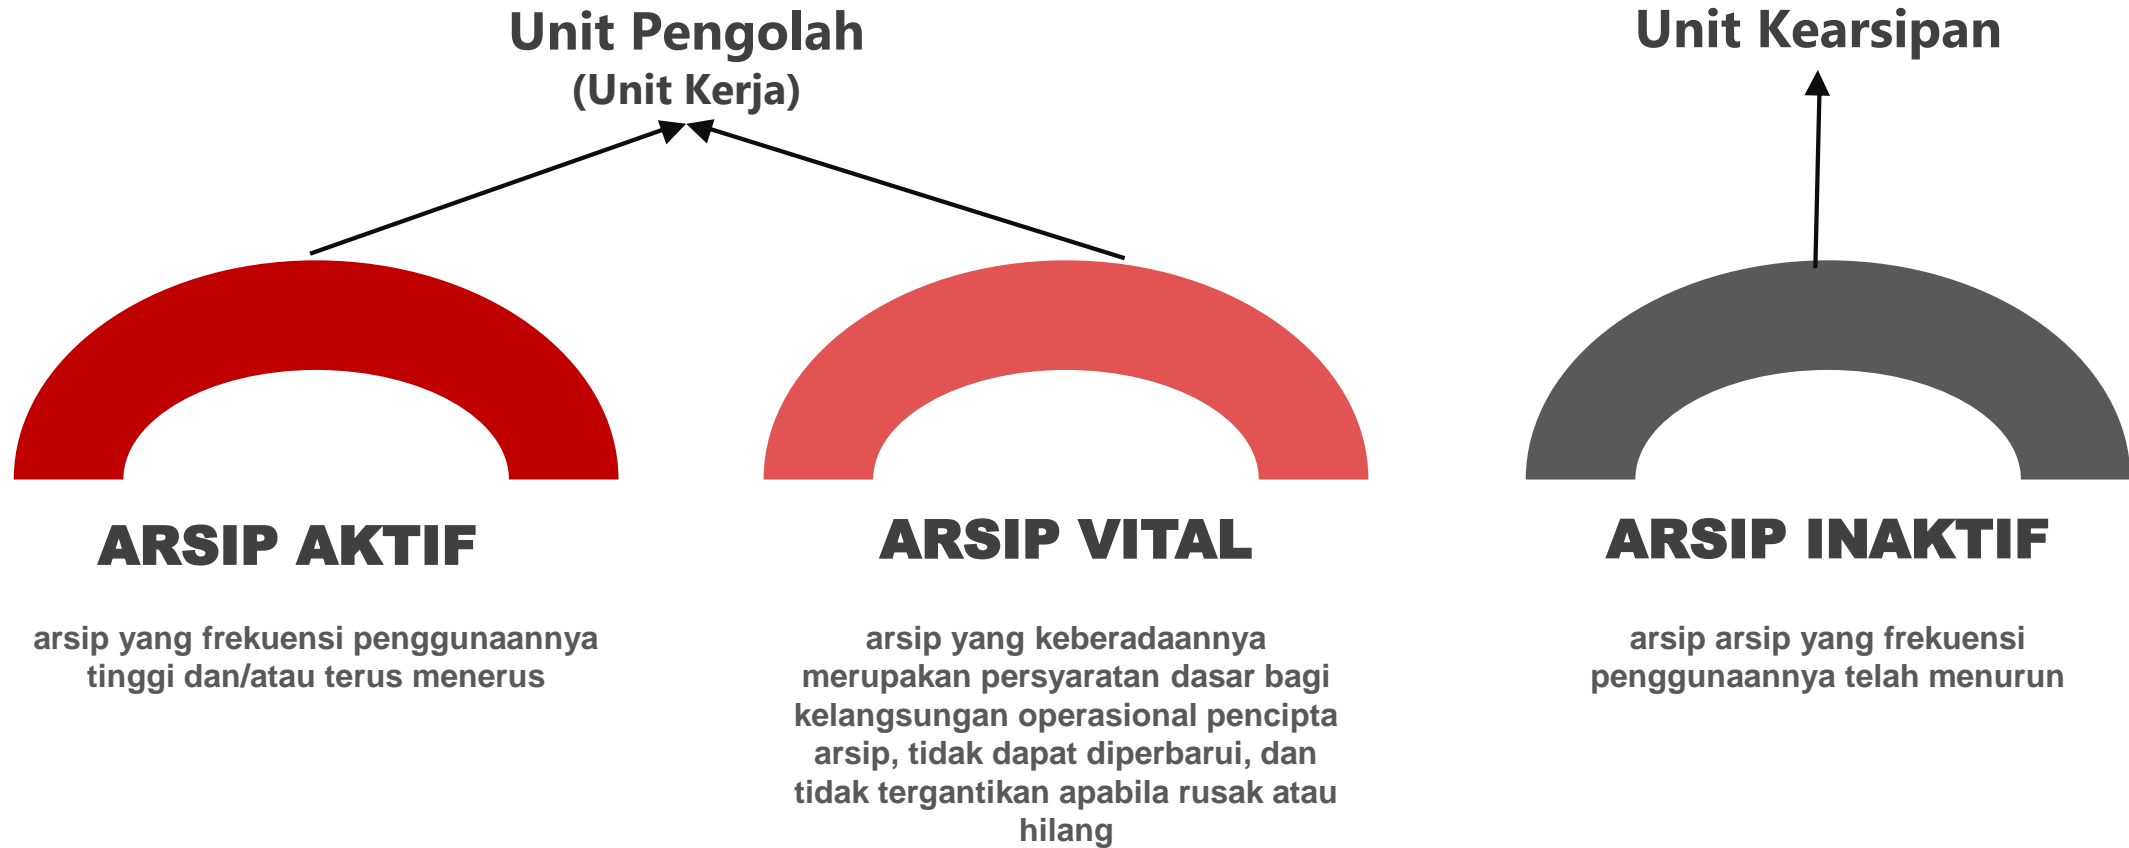 Unit Pengolah
(Unit Kerja)
Unit Kearsipan
ARSIP AKTIF
arsip yang frekuensi penggunaannya
tinggi dan/atau terus menerus
ARSIP VITAL
arsip yang keberadaannya
merupakan persyaratan dasar bagi
kelangsungan operasional pencipta
arsip, tidak dapat diperbarui, dan
tidak tergantikan apabila rusak atau
hilang
ARSIP INAKTIF
arsip arsip yang frekuensi
penggunaannya telah menurun